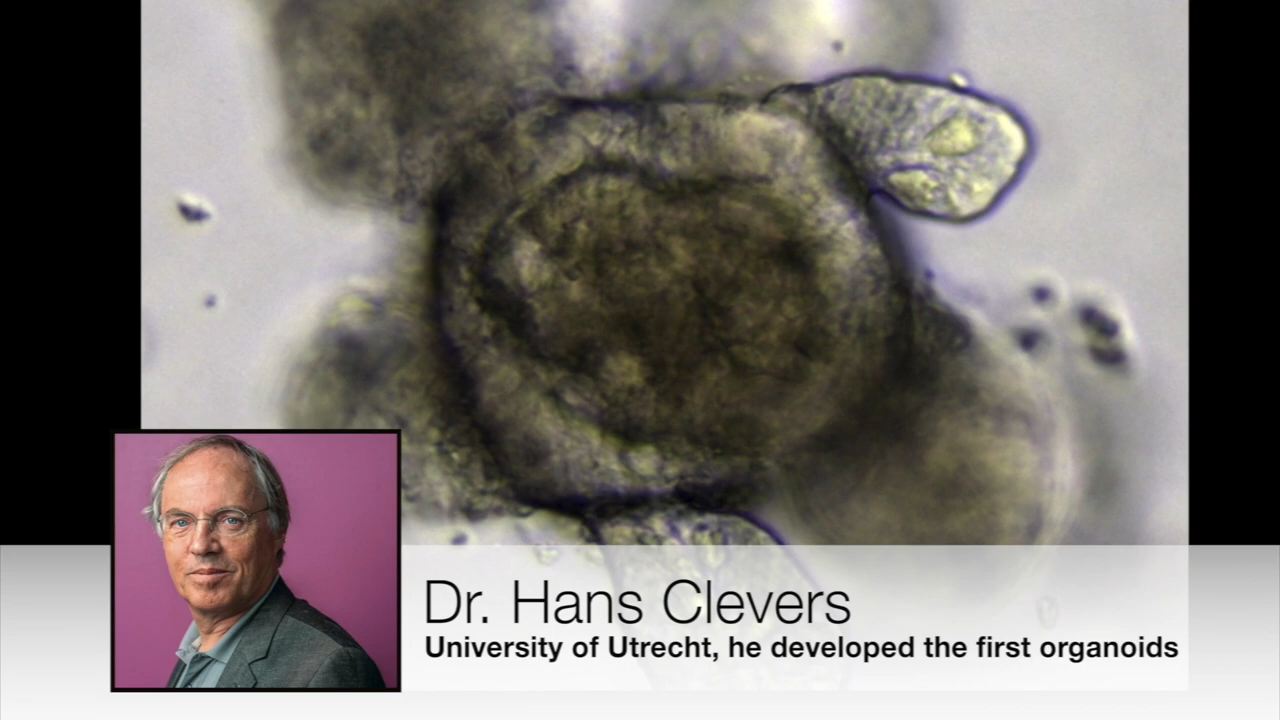 Dr. Hans Clevers
University of Utrecht, he developed the first organoids